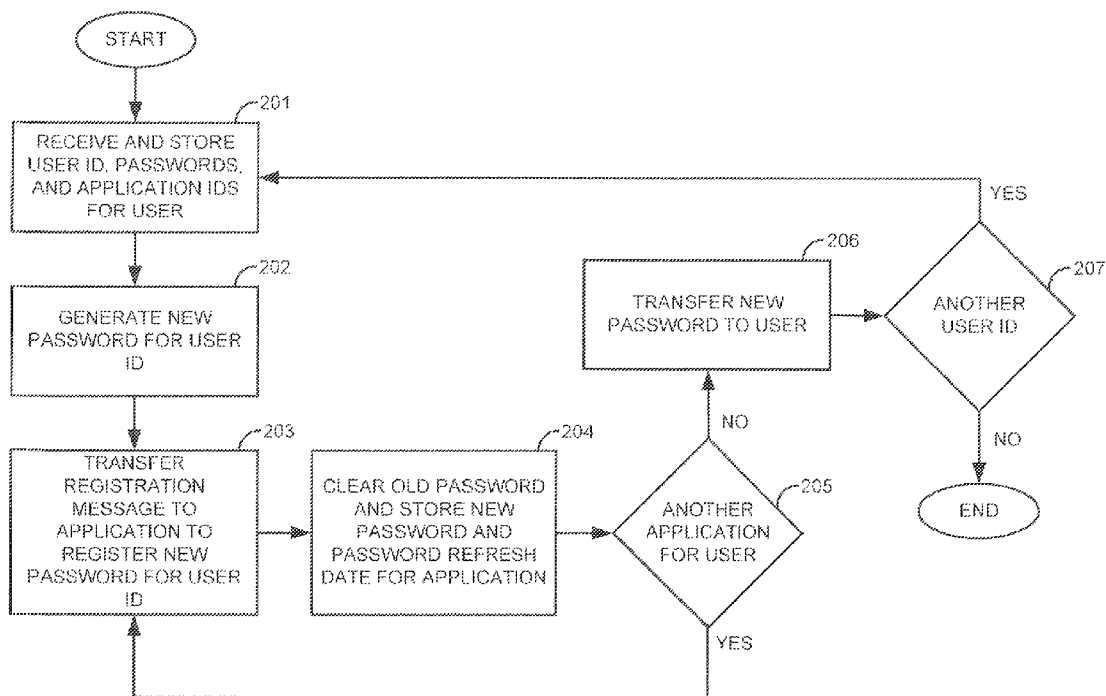 START
201
RECEIVE AND STORE
USER ID, PASSWORDS,
AND APPLICATION IDS
FOR USER
202
GENERATE NEW
PASSWORD FOR USER
ID
203
TRANSFER
REGISTRATION
MESSAGE TO
APPLICATION TO
REGISTER NEW
PASSWORD FOR USER
ID
204
CLEAR OLD PASSWORD
AND STORE NEW
PASSWORD AND
PASSWORD REFRESH
DATE FOR APPLICATION
205
ANOTHER
APPLICATION
FOR USER
YES
NO
206
TRANSFER NEW
PASSWORD TO USER
207
ANOTHER
USER ID
YES
NO
END